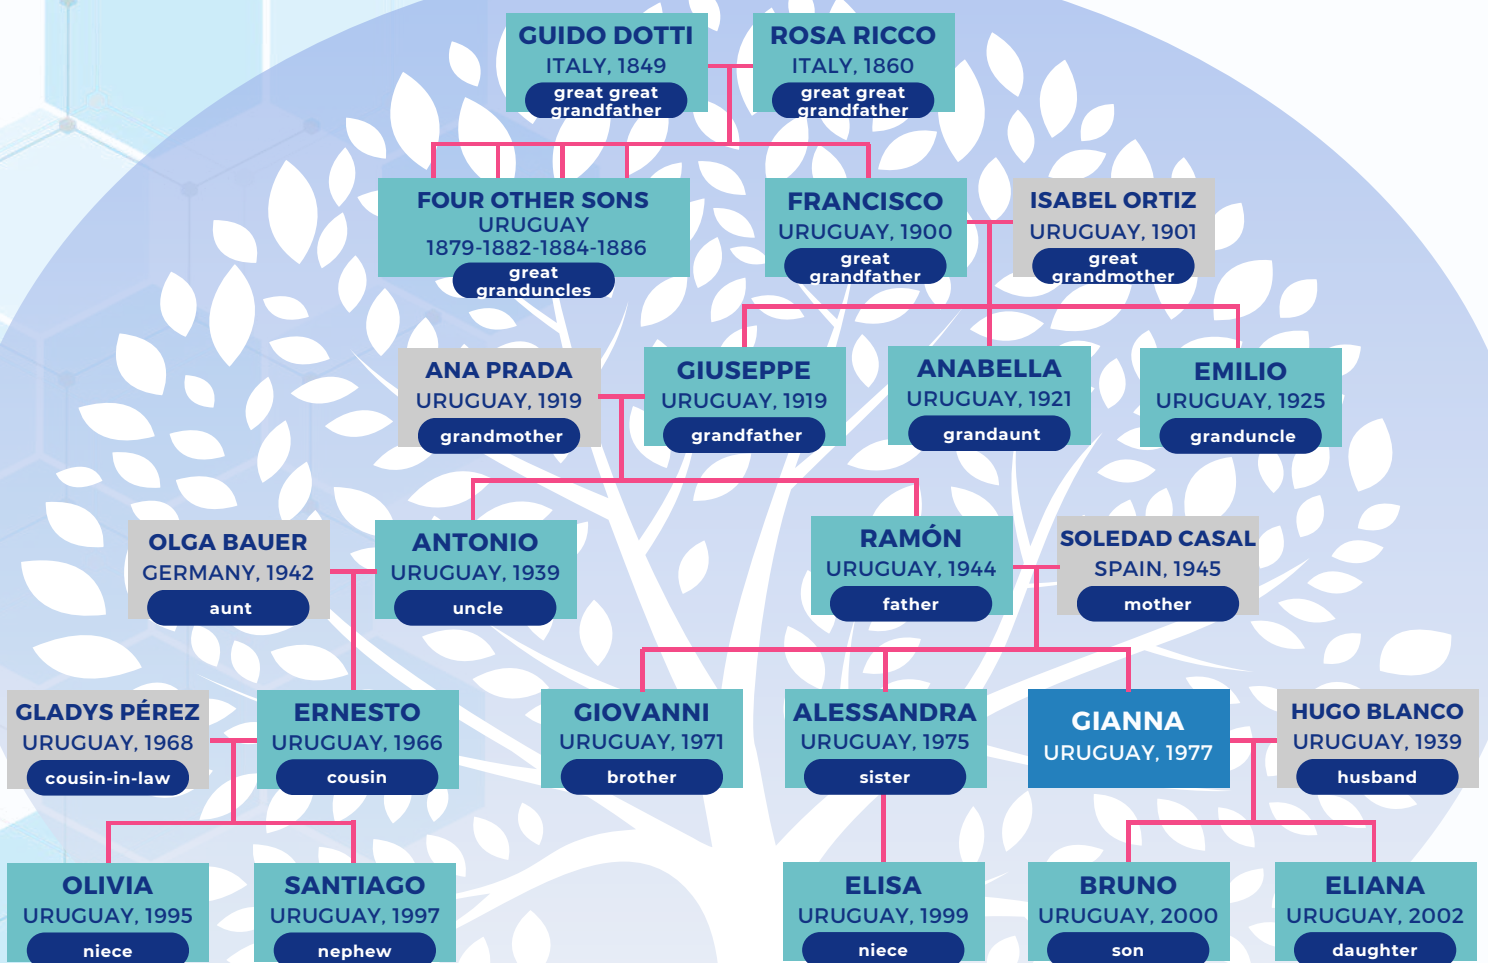 GUIDO DOTTI
ITALY, 1849
great great
grandfather
ROSA RICCO
ITALY, 1860
great great
grandfather
FOUR OTHER SONS
URUGUAY
1879-1882-1884-1886
great
granduncles
FRANCISCO
URUGUAY, 1900
great
grandfather
ISABEL ORTIZ
URUGUAY, 1901
great
grandmother
ANA PRADA
URUGUAY, 1919
grandmother
GIUSEPPE
URUGUAY, 1919
grandfather
ANABELLA
URUGUAY, 1921
grandaunt
EMILIO
URUGUAY, 1925
granduncle
OLGA BAUER
GERMANY, 1942
aunt
ANTONIO
URUGUAY, 1939
uncle
RAMÓN
URUGUAY, 1944
father
SOLEDAD CASAL
SPAIN, 1945
mother
GLADYS PÉREZ
URUGUAY, 1968
cousin-in-law
ERNESTO
URUGUAY, 1966
cousin
GIOVANNI
URUGUAY, 1971
brother
ALESSANDRA
URUGUAY, 1975
sister
GIANNA
URUGUAY, 1977
HUGO BLANCO
URUGUAY, 1939
husband
OLIVIA
URUGUAY, 1995
niece
SANTIAGO
URUGUAY, 1997
nephew
ELISA
URUGUAY, 1999
niece
BRUNO
URUGUAY, 2000
son
ELIANA
URUGUAY, 2002
daughter